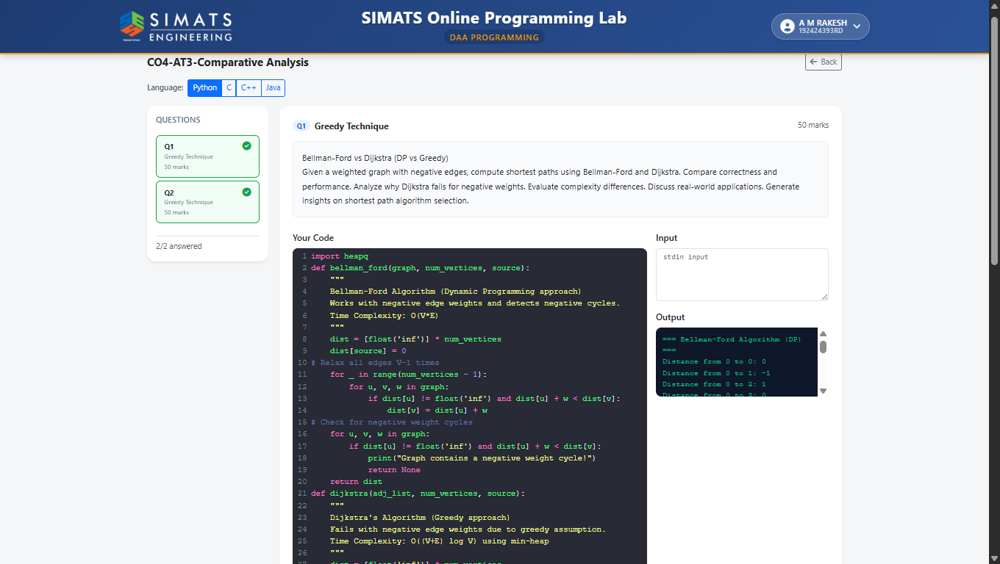 SIMATS
ENGINEERING
SIMATS Online Programming Lab
DAA PROGRAMMING
A M RAKESH
192424393RD
CO4-AT3-Comparative Analysis
← Back
Language:
Python
C
C++
Java
QUESTIONS
Q1
Greedy Technique
50 marks
Q2
Greedy Technique
50 marks
2/2 answered
Q1 Greedy Technique
50 marks
Bellman-Ford vs Dijkstra (DP vs Greedy)
Given a weighted graph with negative edges, compute shortest paths using Bellman-Ford and Dijkstra. Compare correctness and
performance. Analyze why Dijkstra fails for negative weights. Evaluate complexity differences. Discuss real-world applications. Generate
insights on shortest path algorithm selection.
Your Code
1 import heapq
2 def bellman_ford(graph, num_vertices, source):
3     """
4     Bellman-Ford Algorithm (Dynamic Programming approach)
5     Works with negative edge weights and detects negative cycles.
6     Time Complexity: O(V*E)
7     """
8     dist = [float('inf')] * num_vertices
9     dist[source] = 0
10 # Relax all edges V-1 times
11     for _ in range(num_vertices - 1):
12         for u, v, w in graph:
13             if dist[u] != float('inf') and dist[u] + w < dist[v]:
14                 dist[v] = dist[u] + w
15 # Check for negative weight cycles
16     for u, v, w in graph:
17         if dist[u] != float('inf') and dist[u] + w < dist[v]:
18             print("Graph contains a negative weight cycle!")
19             return None
20     return dist
21 def dijkstra(adj_list, num_vertices, source):
22     """
23     Dijkstra's Algorithm (Greedy approach)
24     Fails with negative edge weights due to greedy assumption.
25     Time Complexity: O((V+E) log V) using min-heap
26     """
27     dist = [float('inf')] * num_vertices
Input
stdin input
Output
=== Bellman-Ford Algorithm (DP)
===
Distance from 0 to 0: 0
Distance from 0 to 1: -1
Distance from 0 to 2: 1
Distance from 0 to 3: 0